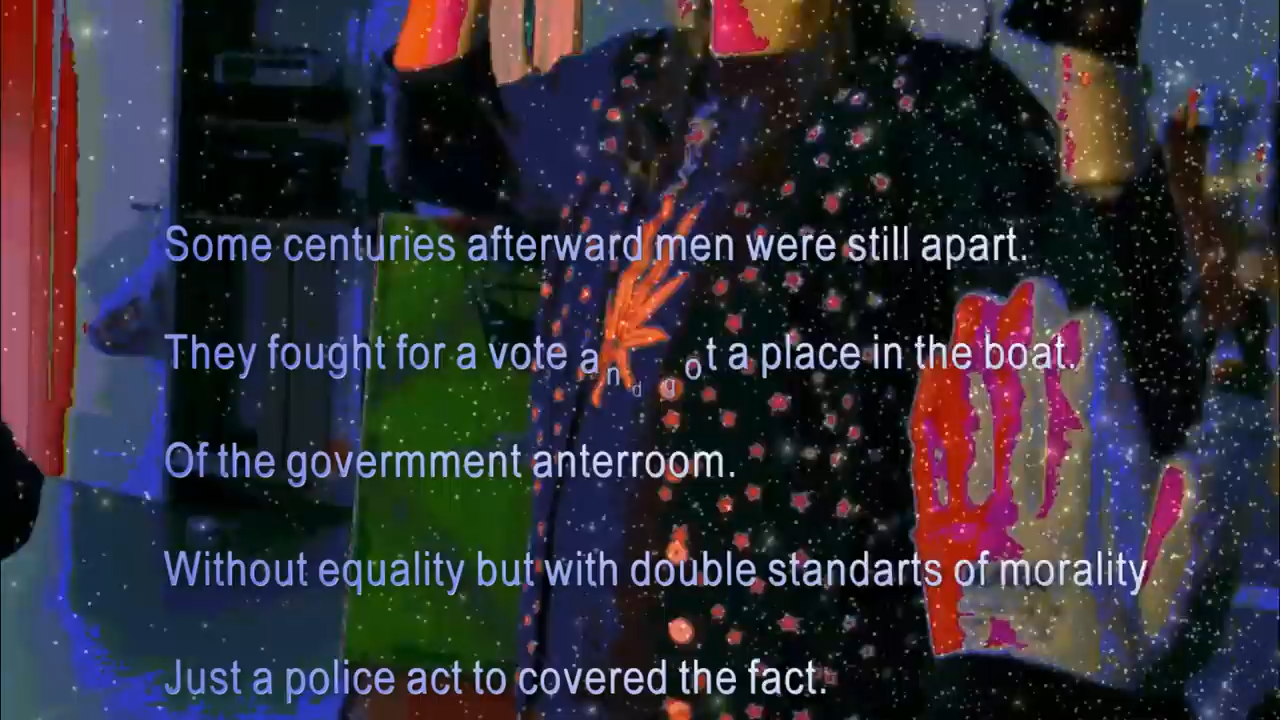 Some centuries afterward men were still apart.
They fought for a vote and got a place in the boat.
Of the govermment anterroom.
Without equality but with double standarts of morality
Just a police act to covered the fact.